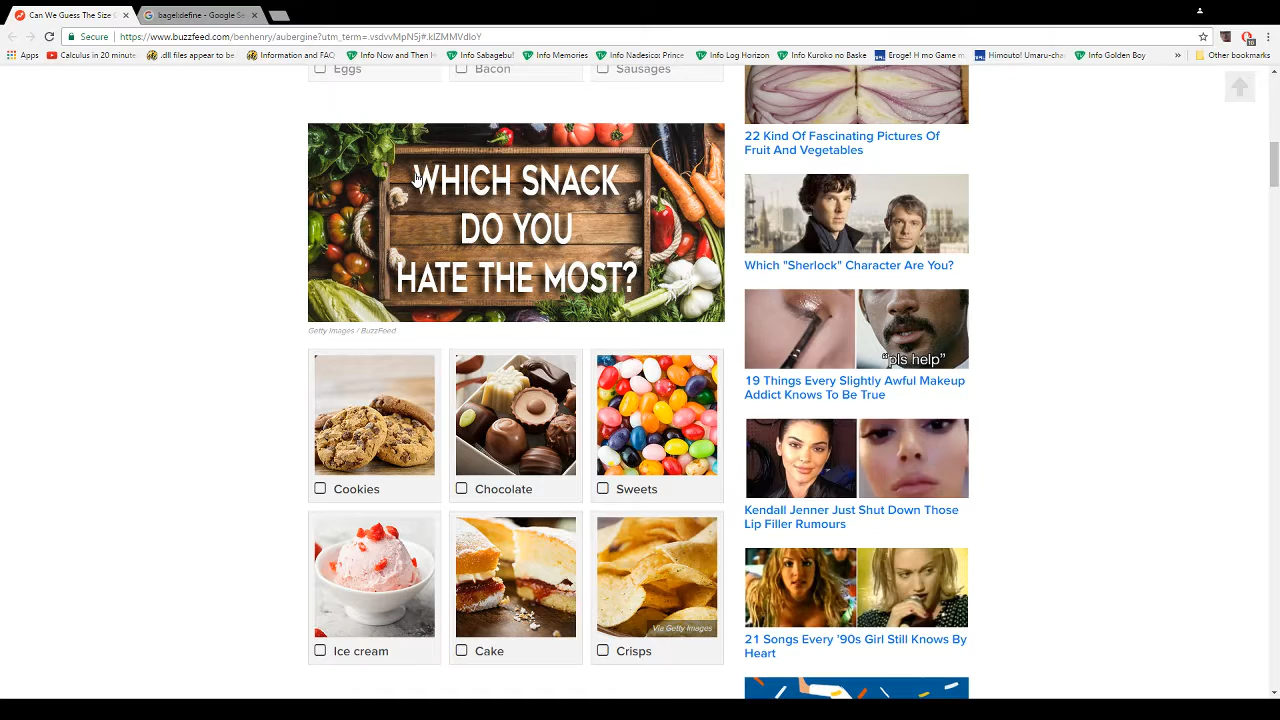 Can We Guess The Size
bagel:define - Google Se
Secure
https://www.buzzfeed.com/benhenry/aubergine?utm_term=.vsdvvMpN5j#.klZMMVdloY
Apps
Calculus in 20 minute
.dll files appear to be
Information and FAQ
Info Now and Then H
Info Sakagebu!
Info Memories
Info Nadesico: Prince
Info Log Horizon
Info Kuroko no Baske
Eroge! H mo Game
Himouto! Umaru-cha
Info Golden Boy
»
Other bookmarks
Eggs
Bacon
Sausages
WHICH SNACK
DO YOU
HATE THE MOST?
Getty Images / BuzzFeed
Cookies
Chocolate
Sweets
Via Getty Images
Ice cream
Cake
Crisps
22 Kind Of Fascinating Pictures Of
Fruit And Vegetables
Which "Sherlock" Character Are You?
"pls help"
19 Things Every Slightly Awful Makeup
Addict Knows To Be True
Kendall Jenner Just Shut Down Those
Lip Filler Rumours
21 Songs Every '90s Girl Still Knows By
Heart